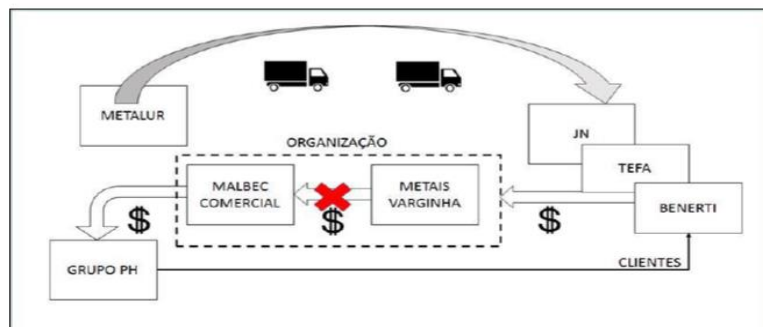 METALUR
ORGANIZAÇÃO
JN
TEFA
BENERTI
MALBEC
COMERCIAL
METAIS
VARGINHA
$
$
$
GRUPO PH
CLIENTES